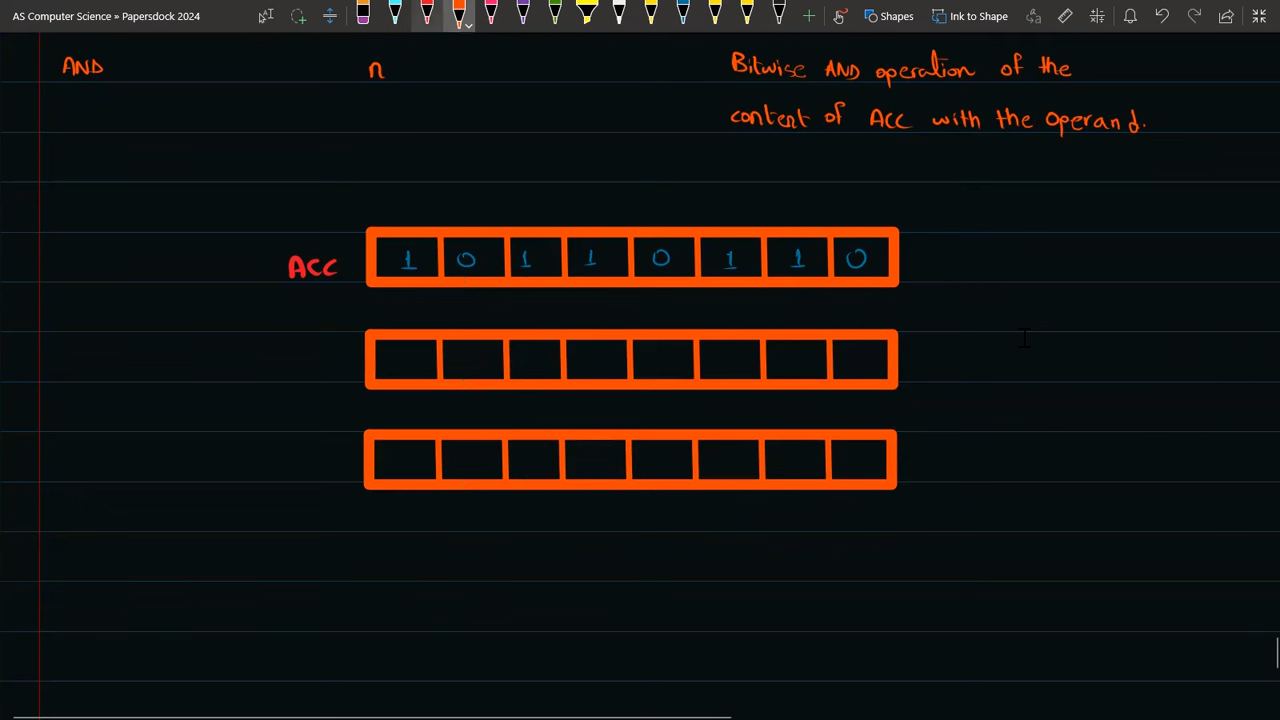 AS Computer Science » Papersdock 2024
Shapes
Ink to Shape
AND n Bitwise AND operation of the
content of ACC with the Operand.
ACC 1 0 1 1 0 1 1 0